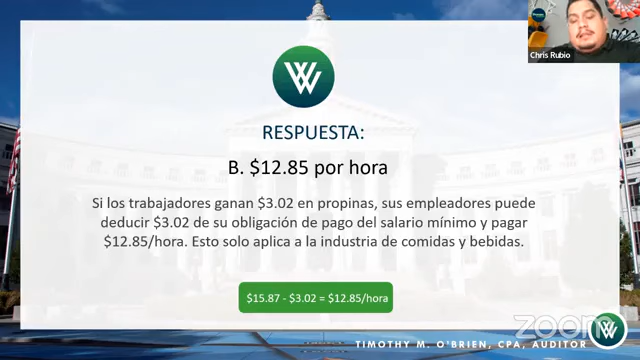 Chris Rubio
RESPUESTA:
B. $12.85 por hora
Si los trabajadores ganan $3.02 en propinas, sus empleadores puede
deducir $3.02 de su obligación de pago del salario mínimo y pagar
$12.85/hora. Esto solo aplica a la industria de comidas y bebidas.
$15.87 - $3.02 = $12.85/hora
zoom
TIMOTHY M. O'BRIEN, CPA, AUDITOR